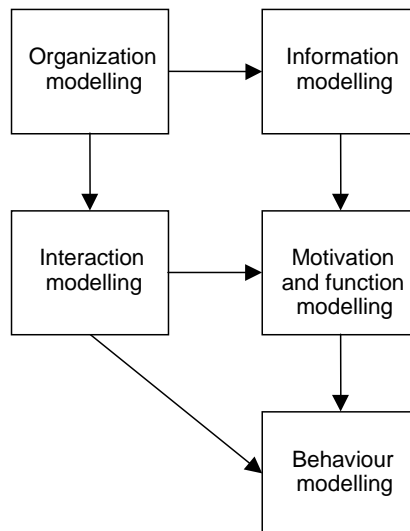 Organization
modelling
Information
modelling
Interaction
modelling
Motivation
and function
modelling
Behaviour
modelling